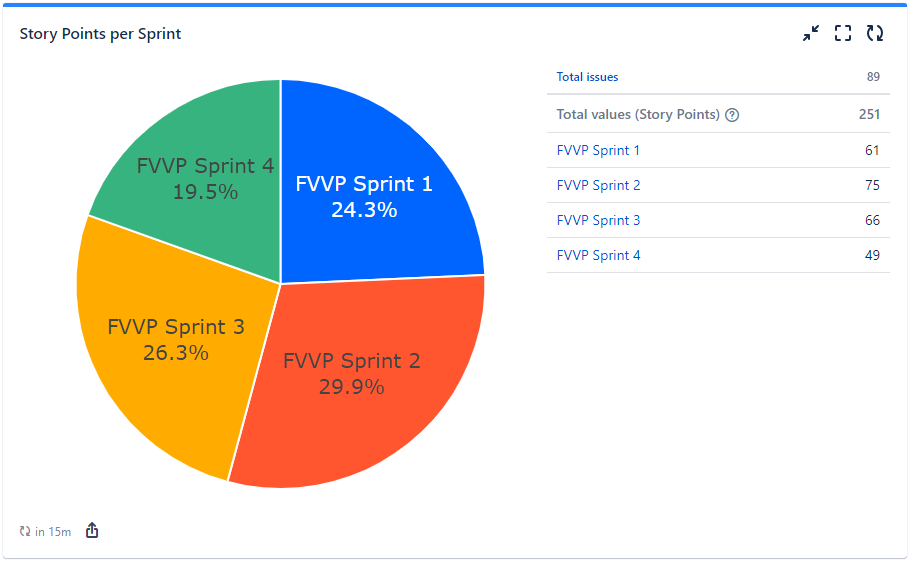 Story Points per Sprint
FVVP Sprint 4
19.5%
FVVP Sprint 1
24.3%
FVVP Sprint 3
26.3%
FVVP Sprint 2
29.9%
Total issues 89
Total values (Story Points) ? 251
FVVP Sprint 1 61
FVVP Sprint 2 75
FVVP Sprint 3 66
FVVP Sprint 4 49
in 15m